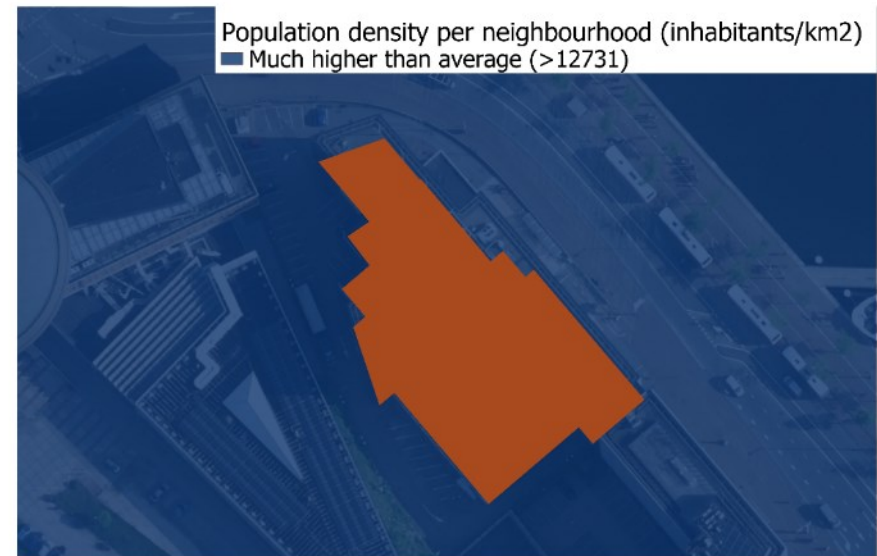 Population density per neighbourhood (inhabitants/km2)
Much higher than average (>12731)